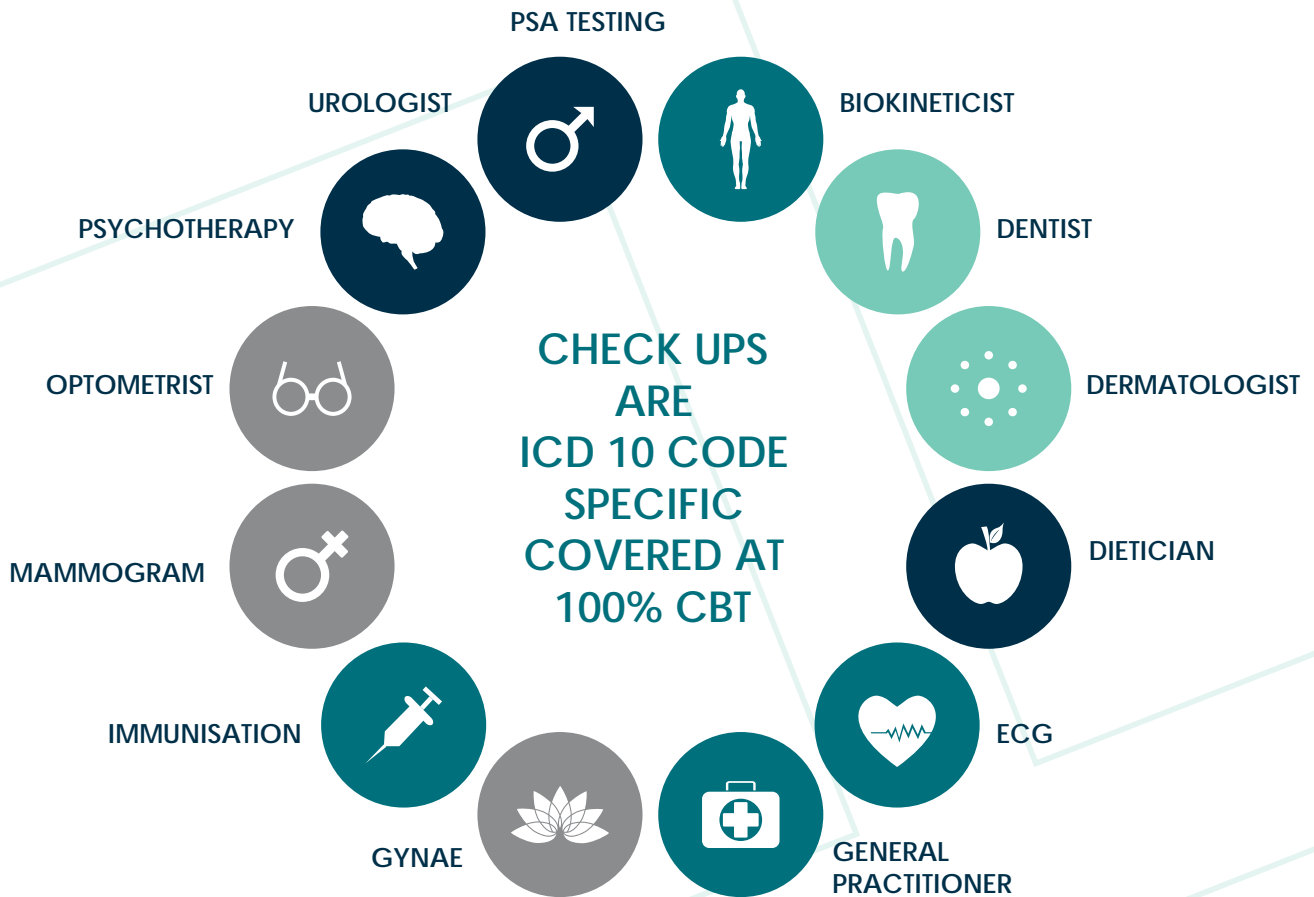 PSA TESTING
UROLOGIST
BIOKINETICIST
PSYCHOTHERAPY
DENTIST
OPTOMETRIST
DERMATOLOGIST
CHECK UPS
ARE
ICD 10 CODE
SPECIFIC
COVERED AT
100% CBT
MAMMOGRAM
DIETICIAN
IMMUNISATION
ECG
GYNAE
GENERAL
PRACTITIONER